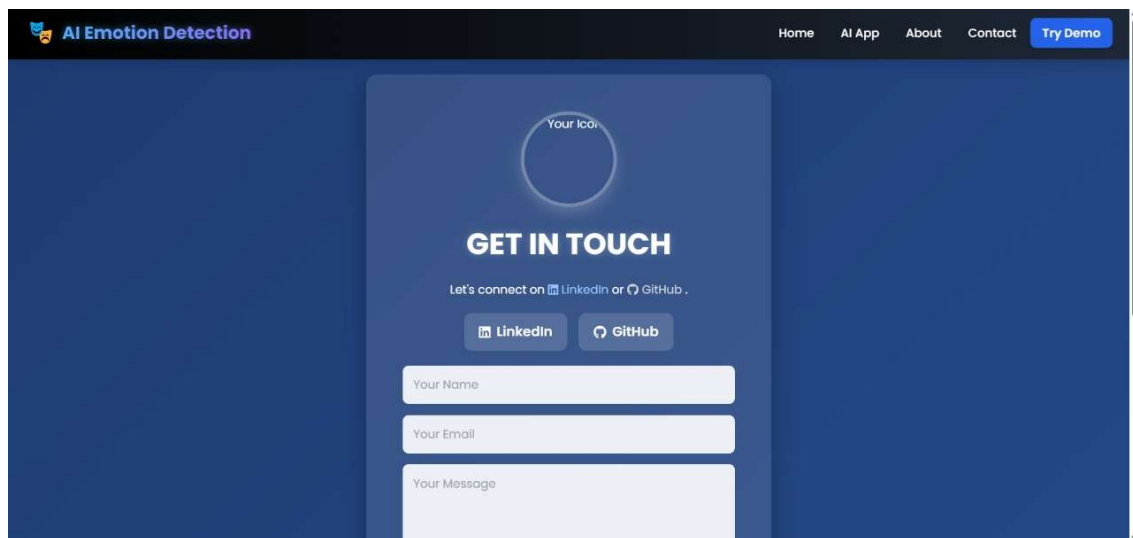 AI Emotion Detection
Home AI App About Contact Try Demo
Your Icon
GET IN TOUCH
Let's connect on LinkedIn or GitHub .
LinkedIn GitHub
Your Name
Your Email
Your Message